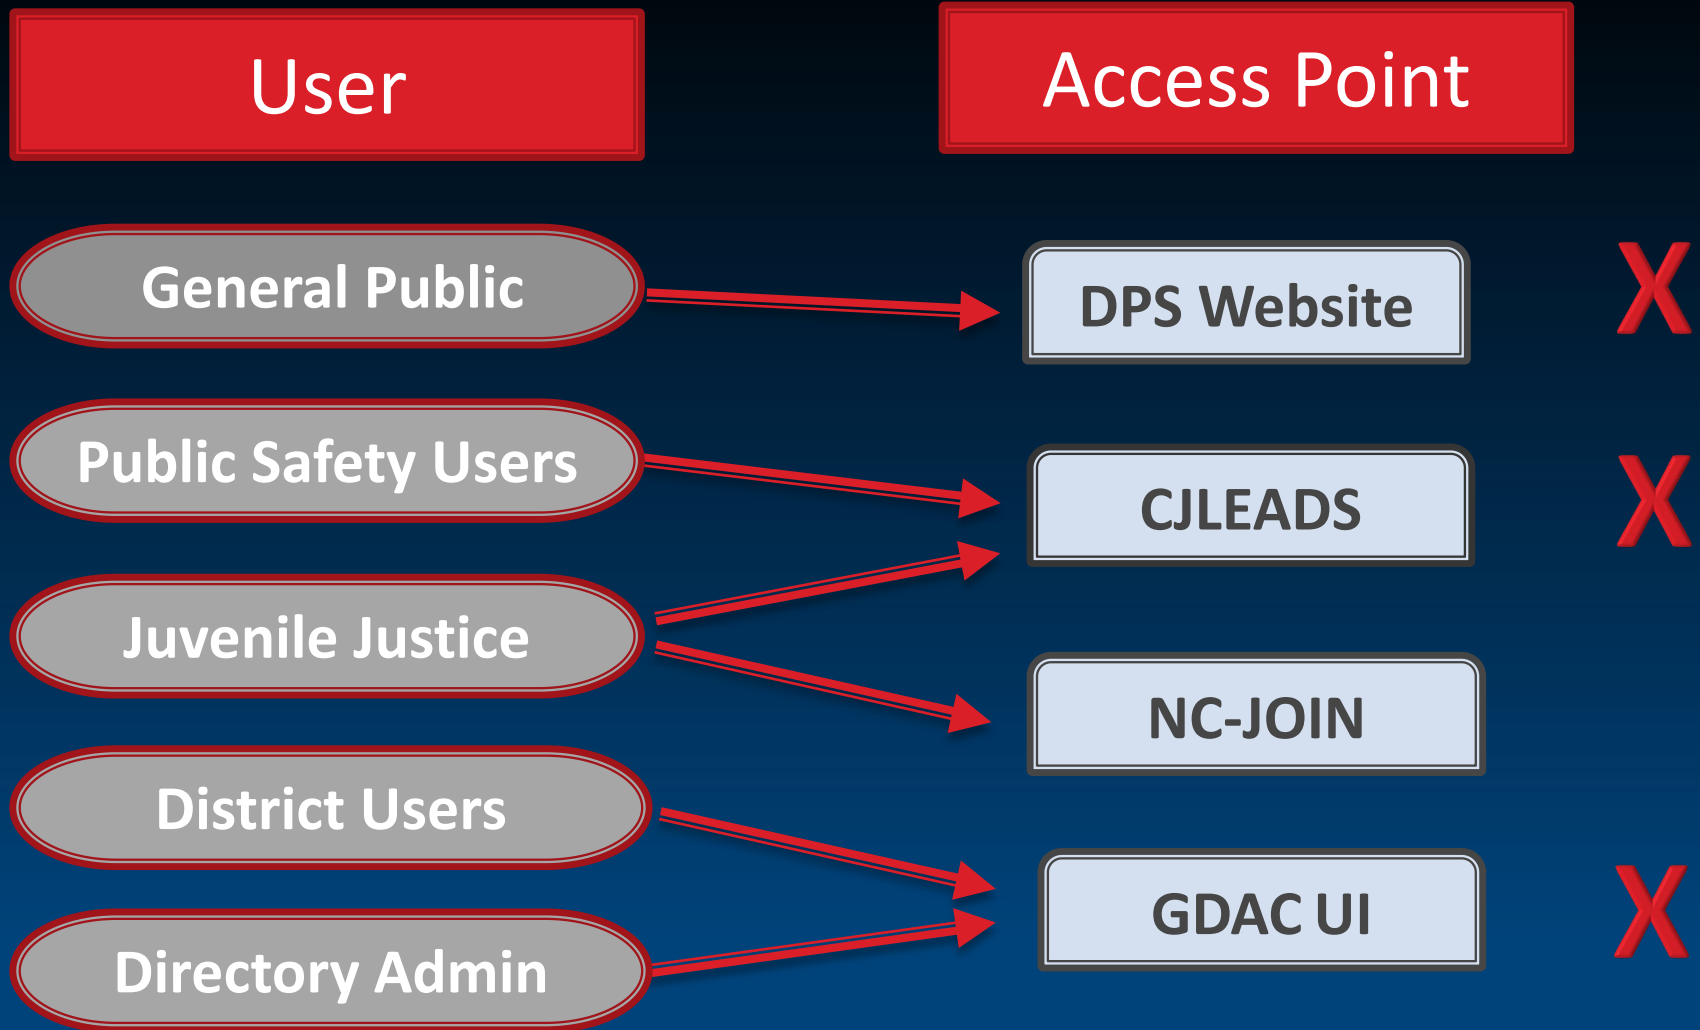 User
Access Point
General Public
DPS Website
X
Public Safety Users
CJLEADS
X
Juvenile Justice
NC-JOIN
District Users
GDAC UI
X
Directory Admin